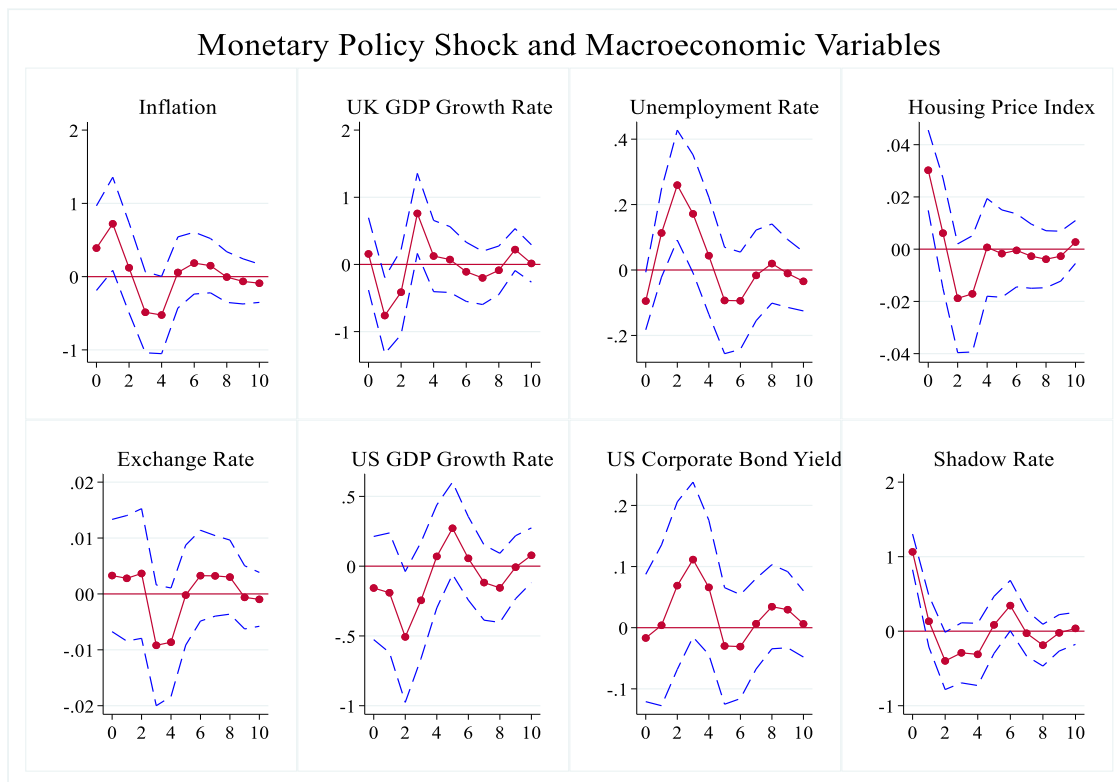 Monetary Policy Shock and Macroeconomic Variables
Inflation
2
1
0
-1
0 2 4 6 8 10
UK GDP Growth Rate
2
1
0
-1
0 2 4 6 8 10
Unemployment Rate
.4
.2
0
-.2
0 2 4 6 8 10
Housing Price Index
.04
0.02
0.00
-0.02
-.04
0 2 4 6 8 10
Exchange Rate
.02
0.01
0.00
-.01
-.02
0 2 4 6 8 10
US GDP Growth Rate
.5
0
-.5
-1
0 2 4 6 8 10
US Corporate Bond Yield
.2
.1
0
-.1
0 2 4 6 8 10
Shadow Rate
2
1
0
-1
0 2 4 6 8 10